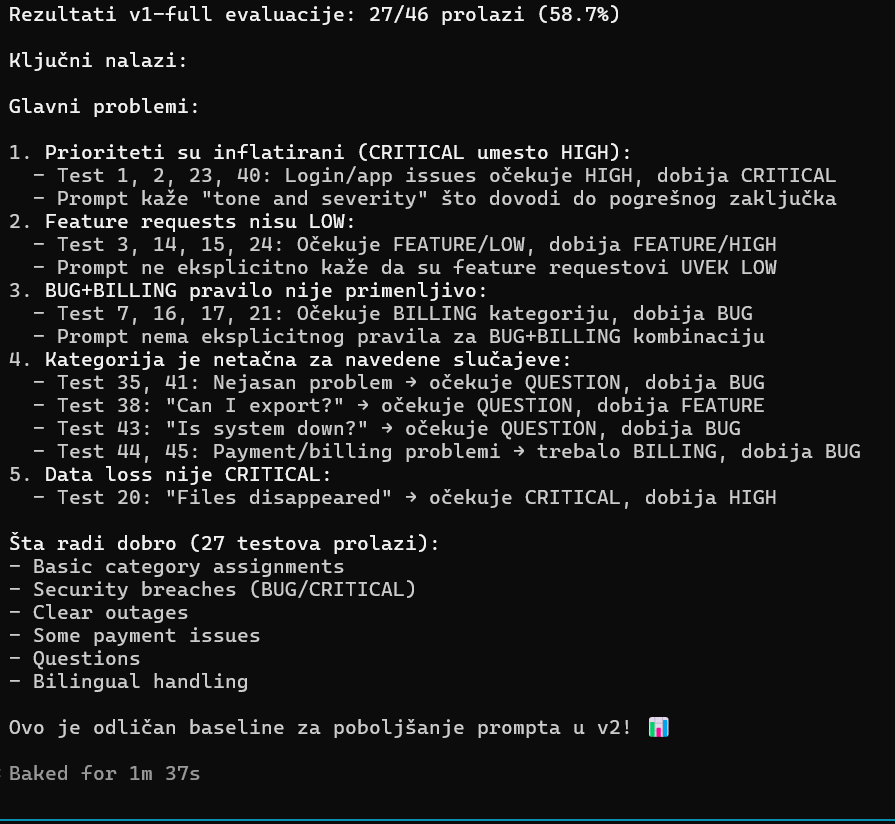 Rezultati v1-full evaluacije: 27/46 prolazi (58.7%)
Ključni nalazi:
Glavni problemi:
1. Prioriteti su inflatirani (CRITICAL umesto HIGH):
- Test 1, 2, 23, 40: Login/app issues očekuje HIGH, dobija CRITICAL
- Prompt kaže "tone and severity" što dovodi do pogrešnog zaključka
2. Feature requests nisu LOW:
- Test 3, 14, 15, 24: Očekuje FEATURE/LOW, dobija FEATURE/HIGH
- Prompt ne eksplicitno kaže da su feature requestovi UVEK LOW
3. BUG+BILLING pravilo nije primenljivo:
- Test 7, 16, 17, 21: Očekuje BILLING kategoriju, dobija BUG
- Prompt nema eksplicitnog pravila za BUG+BILLING kombinaciju
4. Kategorija je netačna za navedene slučajeve:
- Test 35, 41: Nejasan problem → očekuje QUESTION, dobija BUG
- Test 38: "Can I export?" → očekuje QUESTION, dobija FEATURE
- Test 43: "Is system down?" → očekuje QUESTION, dobija BUG
- Test 44, 45: Payment/billing problemi → trebalo BILLING, dobija BUG
5. Data loss nije CRITICAL:
- Test 20: "Files disappeared" → očekuje CRITICAL, dobija HIGH
Šta radi dobro (27 testova prolazi):
- Basic category assignments
- Security breaches (BUG/CRITICAL)
- Clear outages
- Some payment issues
- Questions
- Bilingual handling
Ovo je odličan baseline za poboljšanje prompta u v2! 📊
Baked for 1m 37s